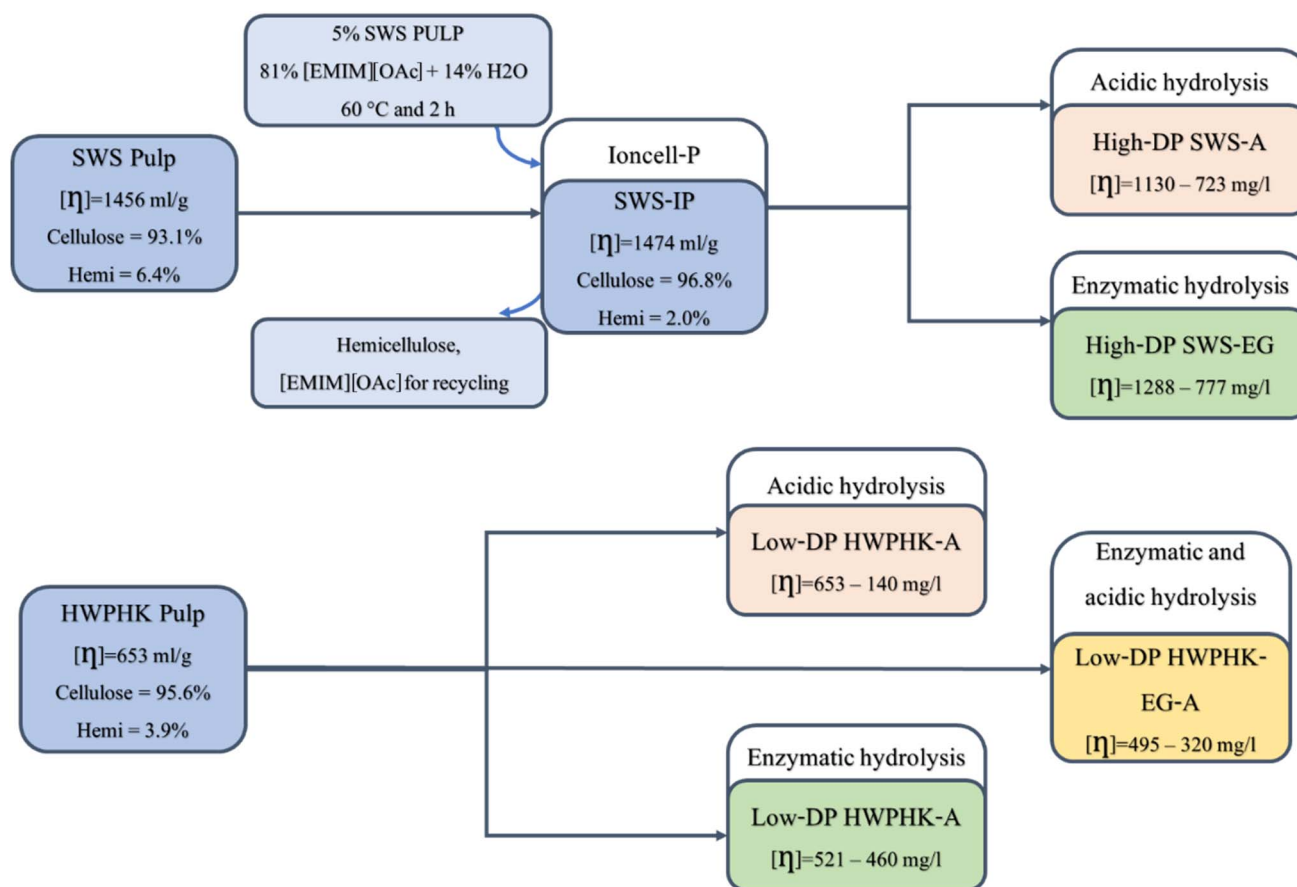 5% SWS PULP
81% [EMIM][OAc] + 14% H2O
60 °C and 2 h
SWS Pulp
[η]=1456 ml/g
Cellulose = 93.1%
Hemi = 6.4%
Ioncell-P
SWS-IP
[η]=1474 ml/g
Cellulose = 96.8%
Hemi = 2.0%
Hemicellulose,
[EMIM][OAc] for recycling
Acidic hydrolysis
High-DP SWS-A
[η]=1130 – 723 mg/l
Enzymatic hydrolysis
High-DP SWS-EG
[η]=1288 – 777 mg/l
HWPHK Pulp
[η]=653 ml/g
Cellulose = 95.6%
Hemi = 3.9%
Acidic hydrolysis
Low-DP HWPHK-A
[η]=653 – 140 mg/l
Enzymatic and
acidic hydrolysis
Low-DP HWPHK-
EG-A
[η]=495 – 320 mg/l
Enzymatic hydrolysis
Low-DP HWPHK-A
[η]=521 – 460 mg/l